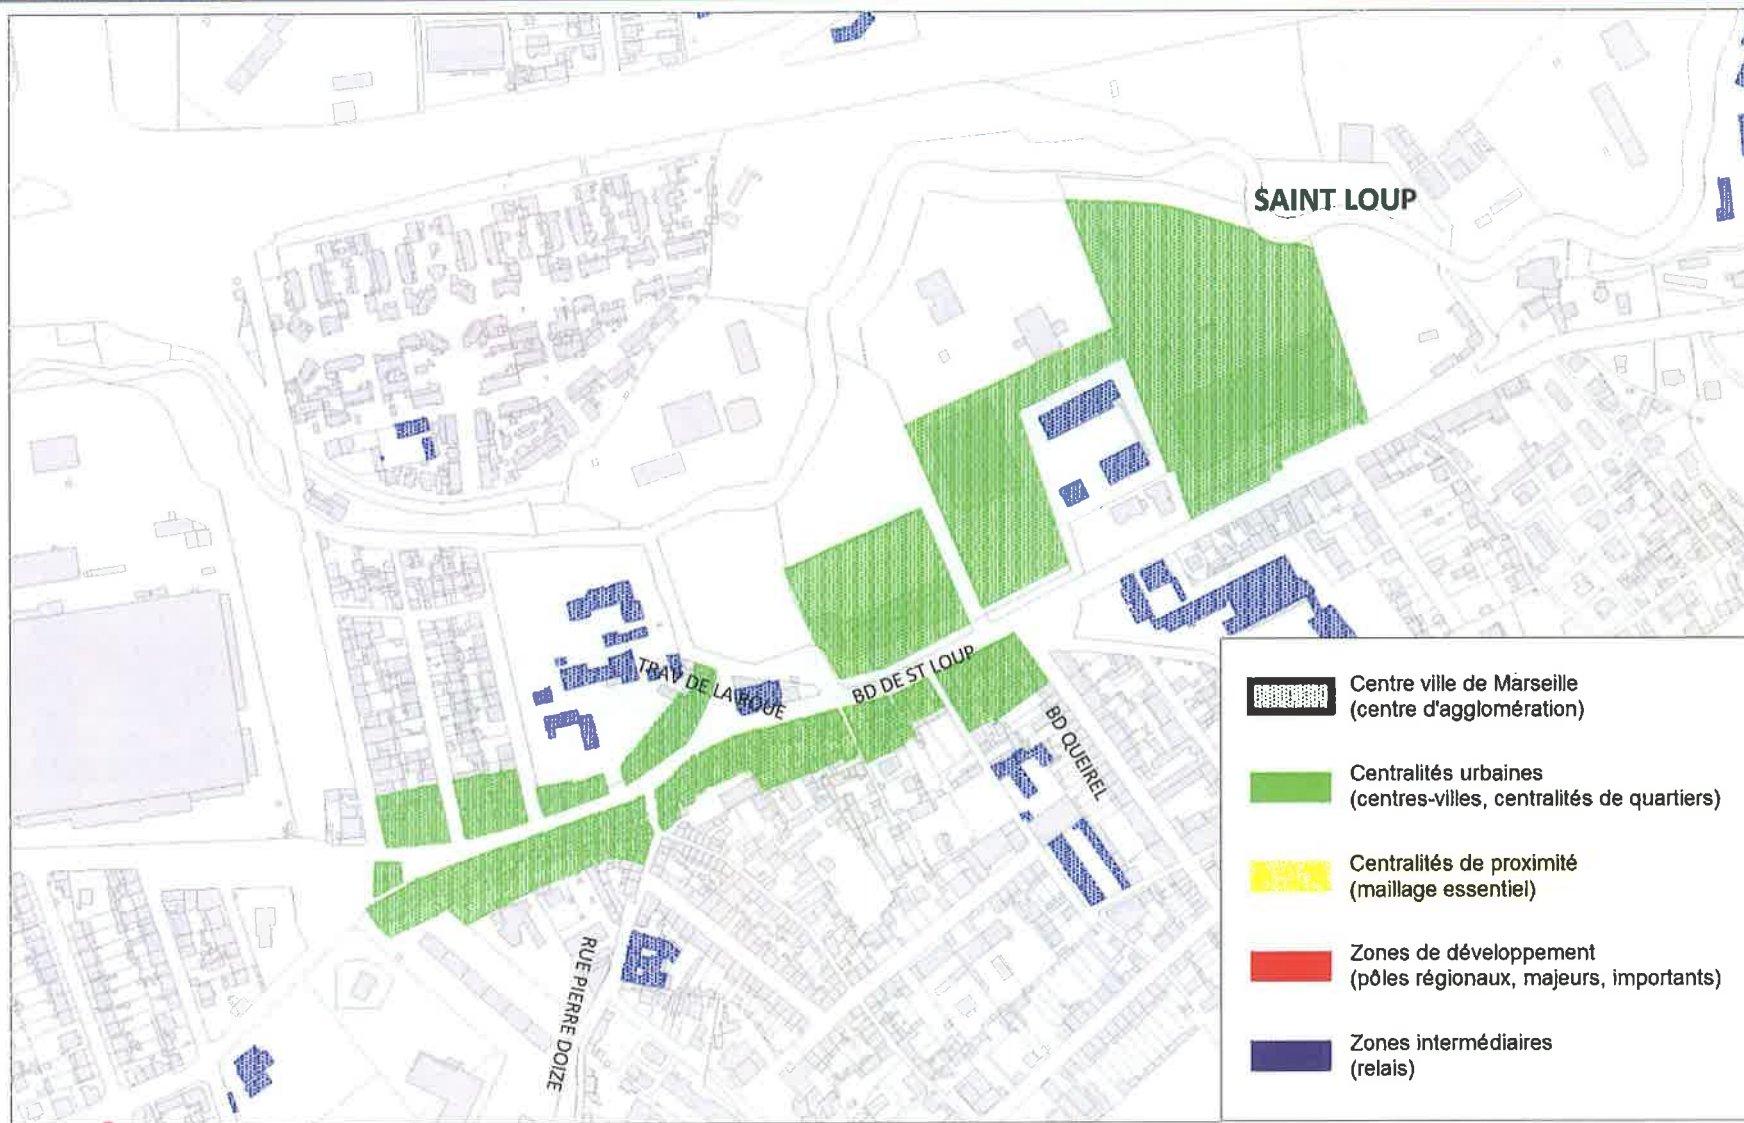 SAINT LOUP
TRAV DE LA ROUE
BD DE ST LOUP
BD QUEIREL
RUE PIERRE DOIZE
Centre ville de Marseille
(centre d'agglomération)
Centralités urbaines
(centres-villes, centralités de quartiers)
Centralités de proximité
(maillage essentiel)
Zones de développement
(pôles régionaux, majeurs, importants)
Zones intermédiaires
(relais)